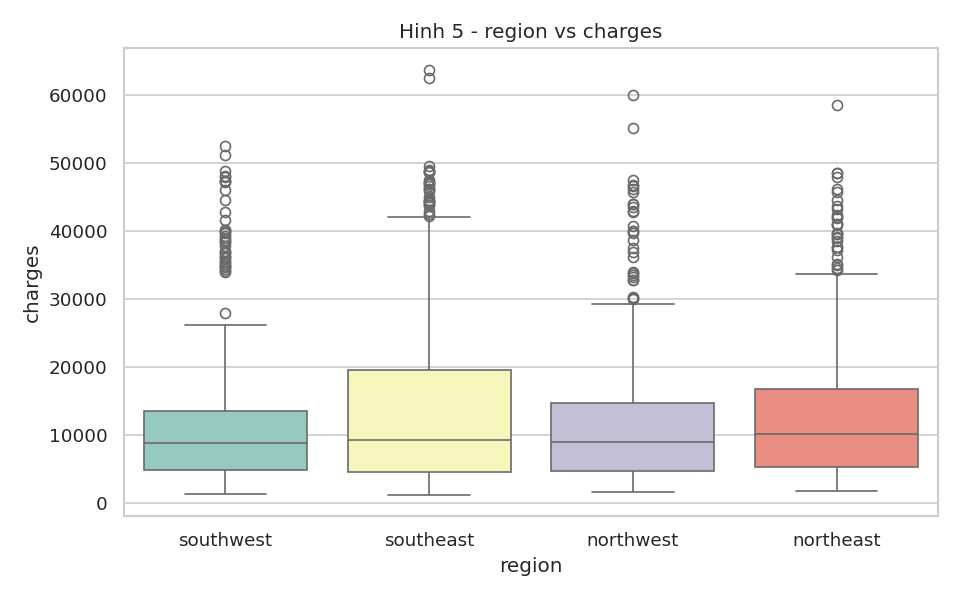 Hinh 5 - region vs charges
charges
60000
50000
40000
30000
20000
10000
0
southwest southeast northwest northeast
region